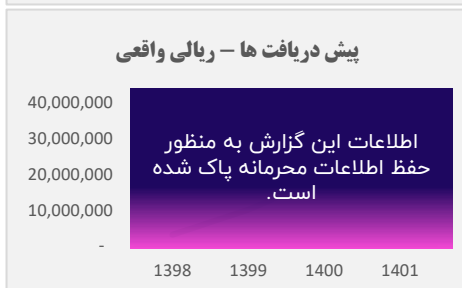 پیش دریافت ها – ریالی واقعی
40,000,000
30,000,000
20,000,000
10,000,000
-
اطلاعات این گزارش به منظور
حفظ اطلاعات محرمانه پاک شده
است.
1398 1399 1400 1401